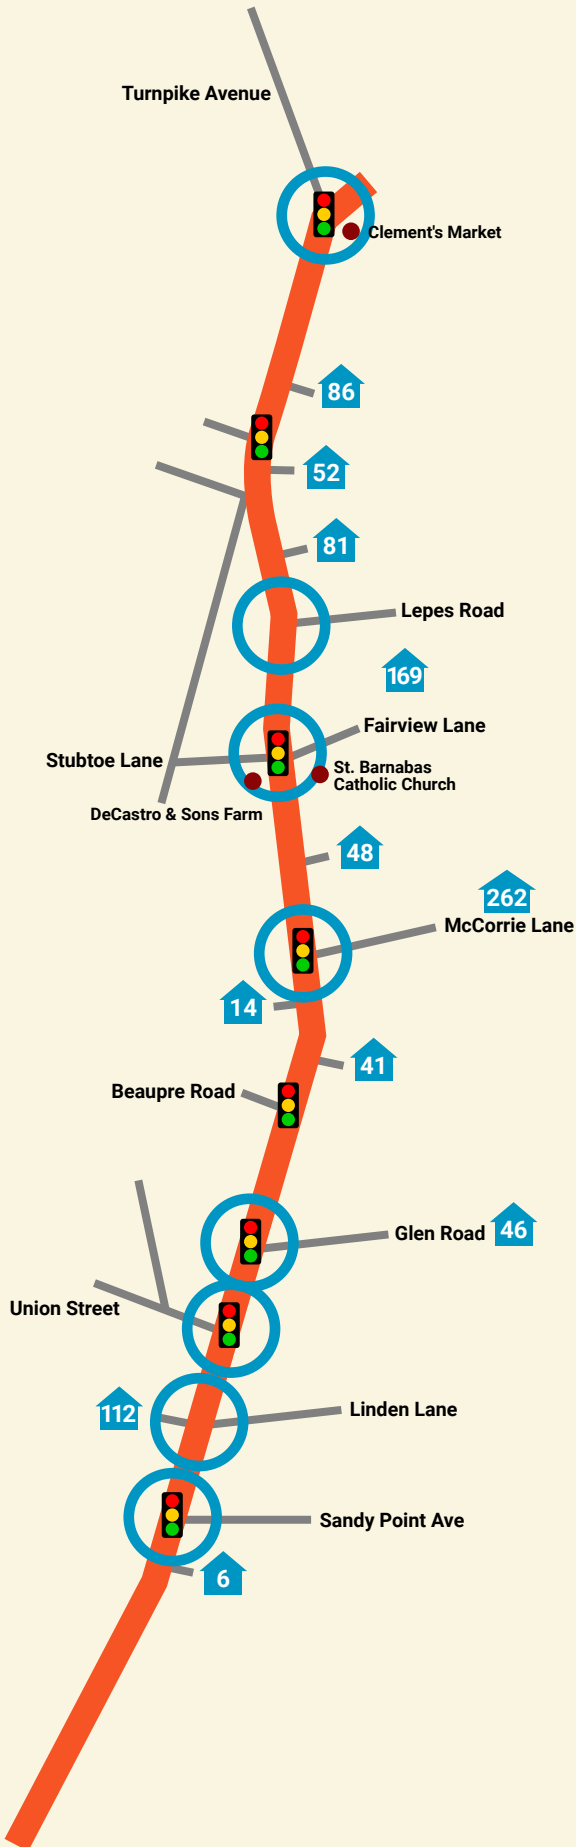 Turnpike Avenue
Clement's Market
86
52
81
Lepes Road
169
Fairview Lane
Stubtoe Lane
St. Barnabas
Catholic Church
DeCastro & Sons Farm
48
262
McCorrie Lane
14
41
Beaupre Road
Glen Road
46
Union Street
112
Linden Lane
Sandy Point Ave
6